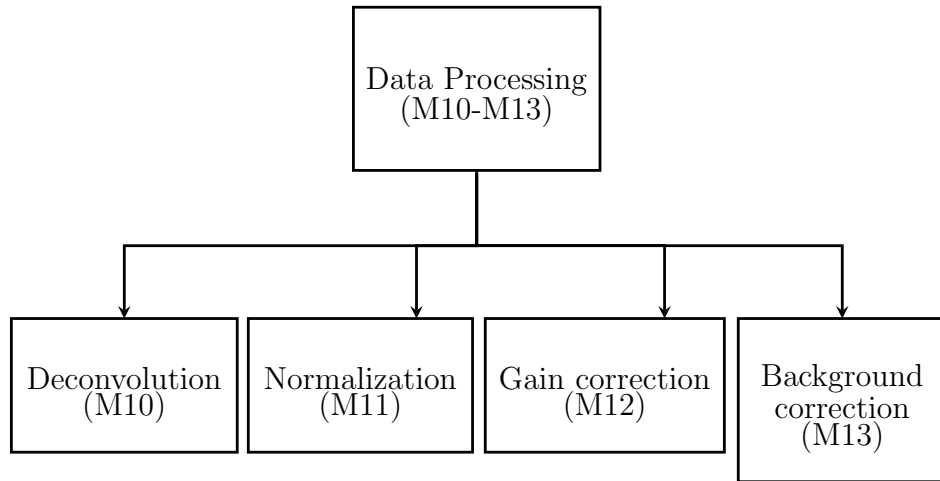 Data Processing
(M10-M13)
Deconvolution
(M10)
Normalization
(M11)
Gain correction
(M12)
Background
correction
(M13)